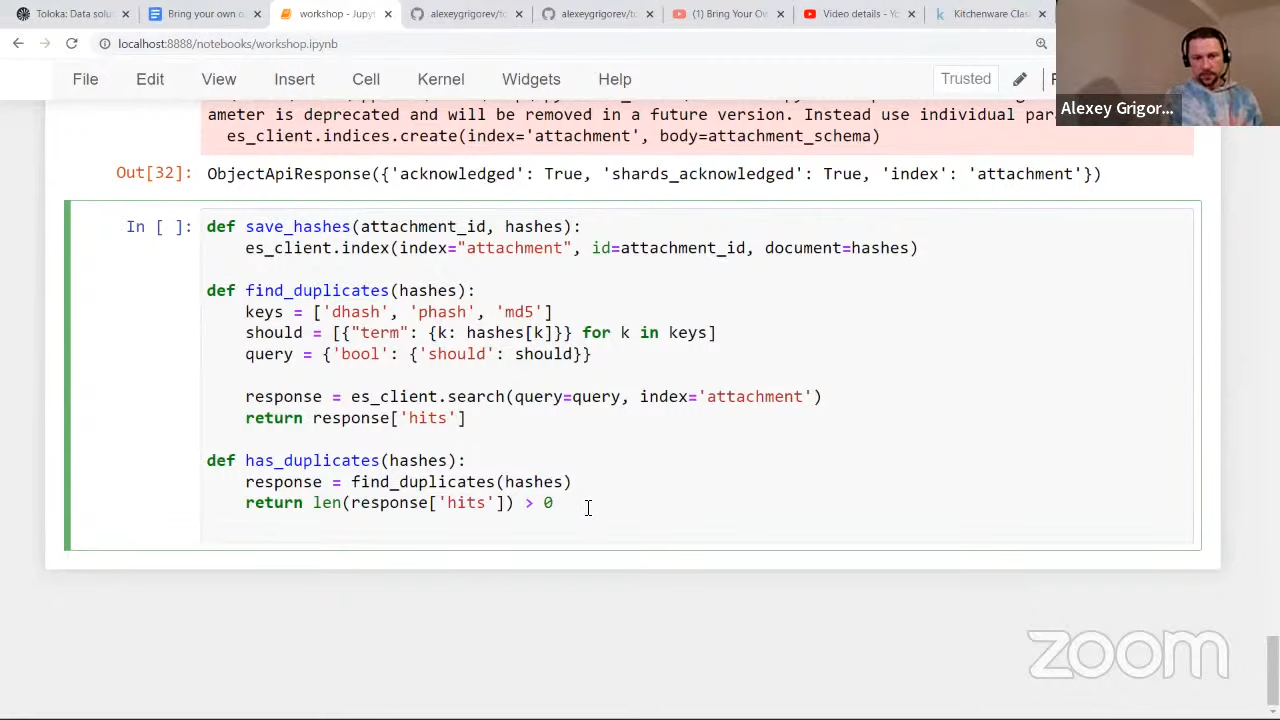 Toloka: Data solu
Bring your own d
workshop - Jupyt
alexeygrigorev/to
alexeygrigorev/to
(1) Bring Your O
Video details - Yo
Kitchenware Clas
localhost:8888/notebooks/workshop.ipynb
File Edit View Insert Cell Kernel Widgets Help Trusted
Alexey Grigor...
ameter is deprecated and will be removed in a future version. Instead use individual par
es_client.indices.create(index='attachment', body=attachment_schema)
Out[32]: ObjectApiResponse({'acknowledged': True, 'shards_acknowledged': True, 'index': 'attachment'})
In [ ]: def save_hashes(attachment_id, hashes):
es_client.index(index="attachment", id=attachment_id, document=hashes)
def find_duplicates(hashes):
keys = ['dhash', 'phash', 'md5']
should = [{"term": {k: hashes[k]}} for k in keys]
query = {'bool': {'should': should}}
response = es_client.search(query=query, index='attachment')
return response['hits']
def has_duplicates(hashes):
response = find_duplicates(hashes)
return len(response['hits']) > 0
zoom